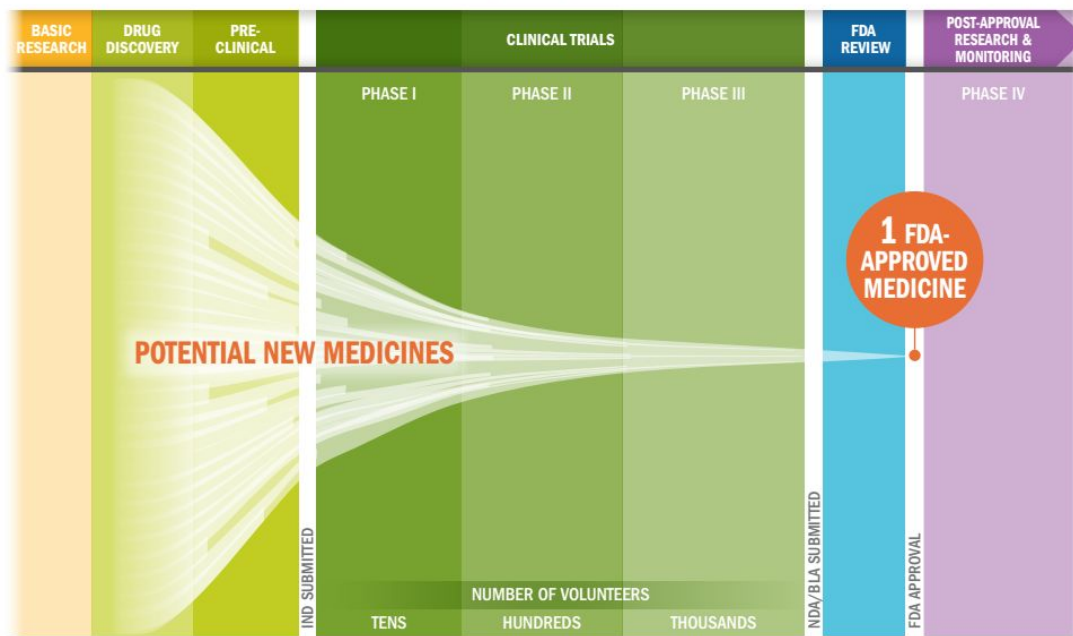 BASIC
RESEARCH
DRUG
DISCOVERY
PRE-
CLINICAL
CLINICAL TRIALS
FDA
REVIEW
POST-APPROVAL
RESEARCH &
MONITORING
PHASE I
PHASE II
PHASE III
PHASE IV
1 FDA-
APPROVED
MEDICINE
POTENTIAL NEW MEDICINES
IND SUBMITTED
NDA/BLA SUBMITTED
FDA APPROVAL
NUMBER OF VOLUNTEERS
TENS
HUNDREDS
THOUSANDS